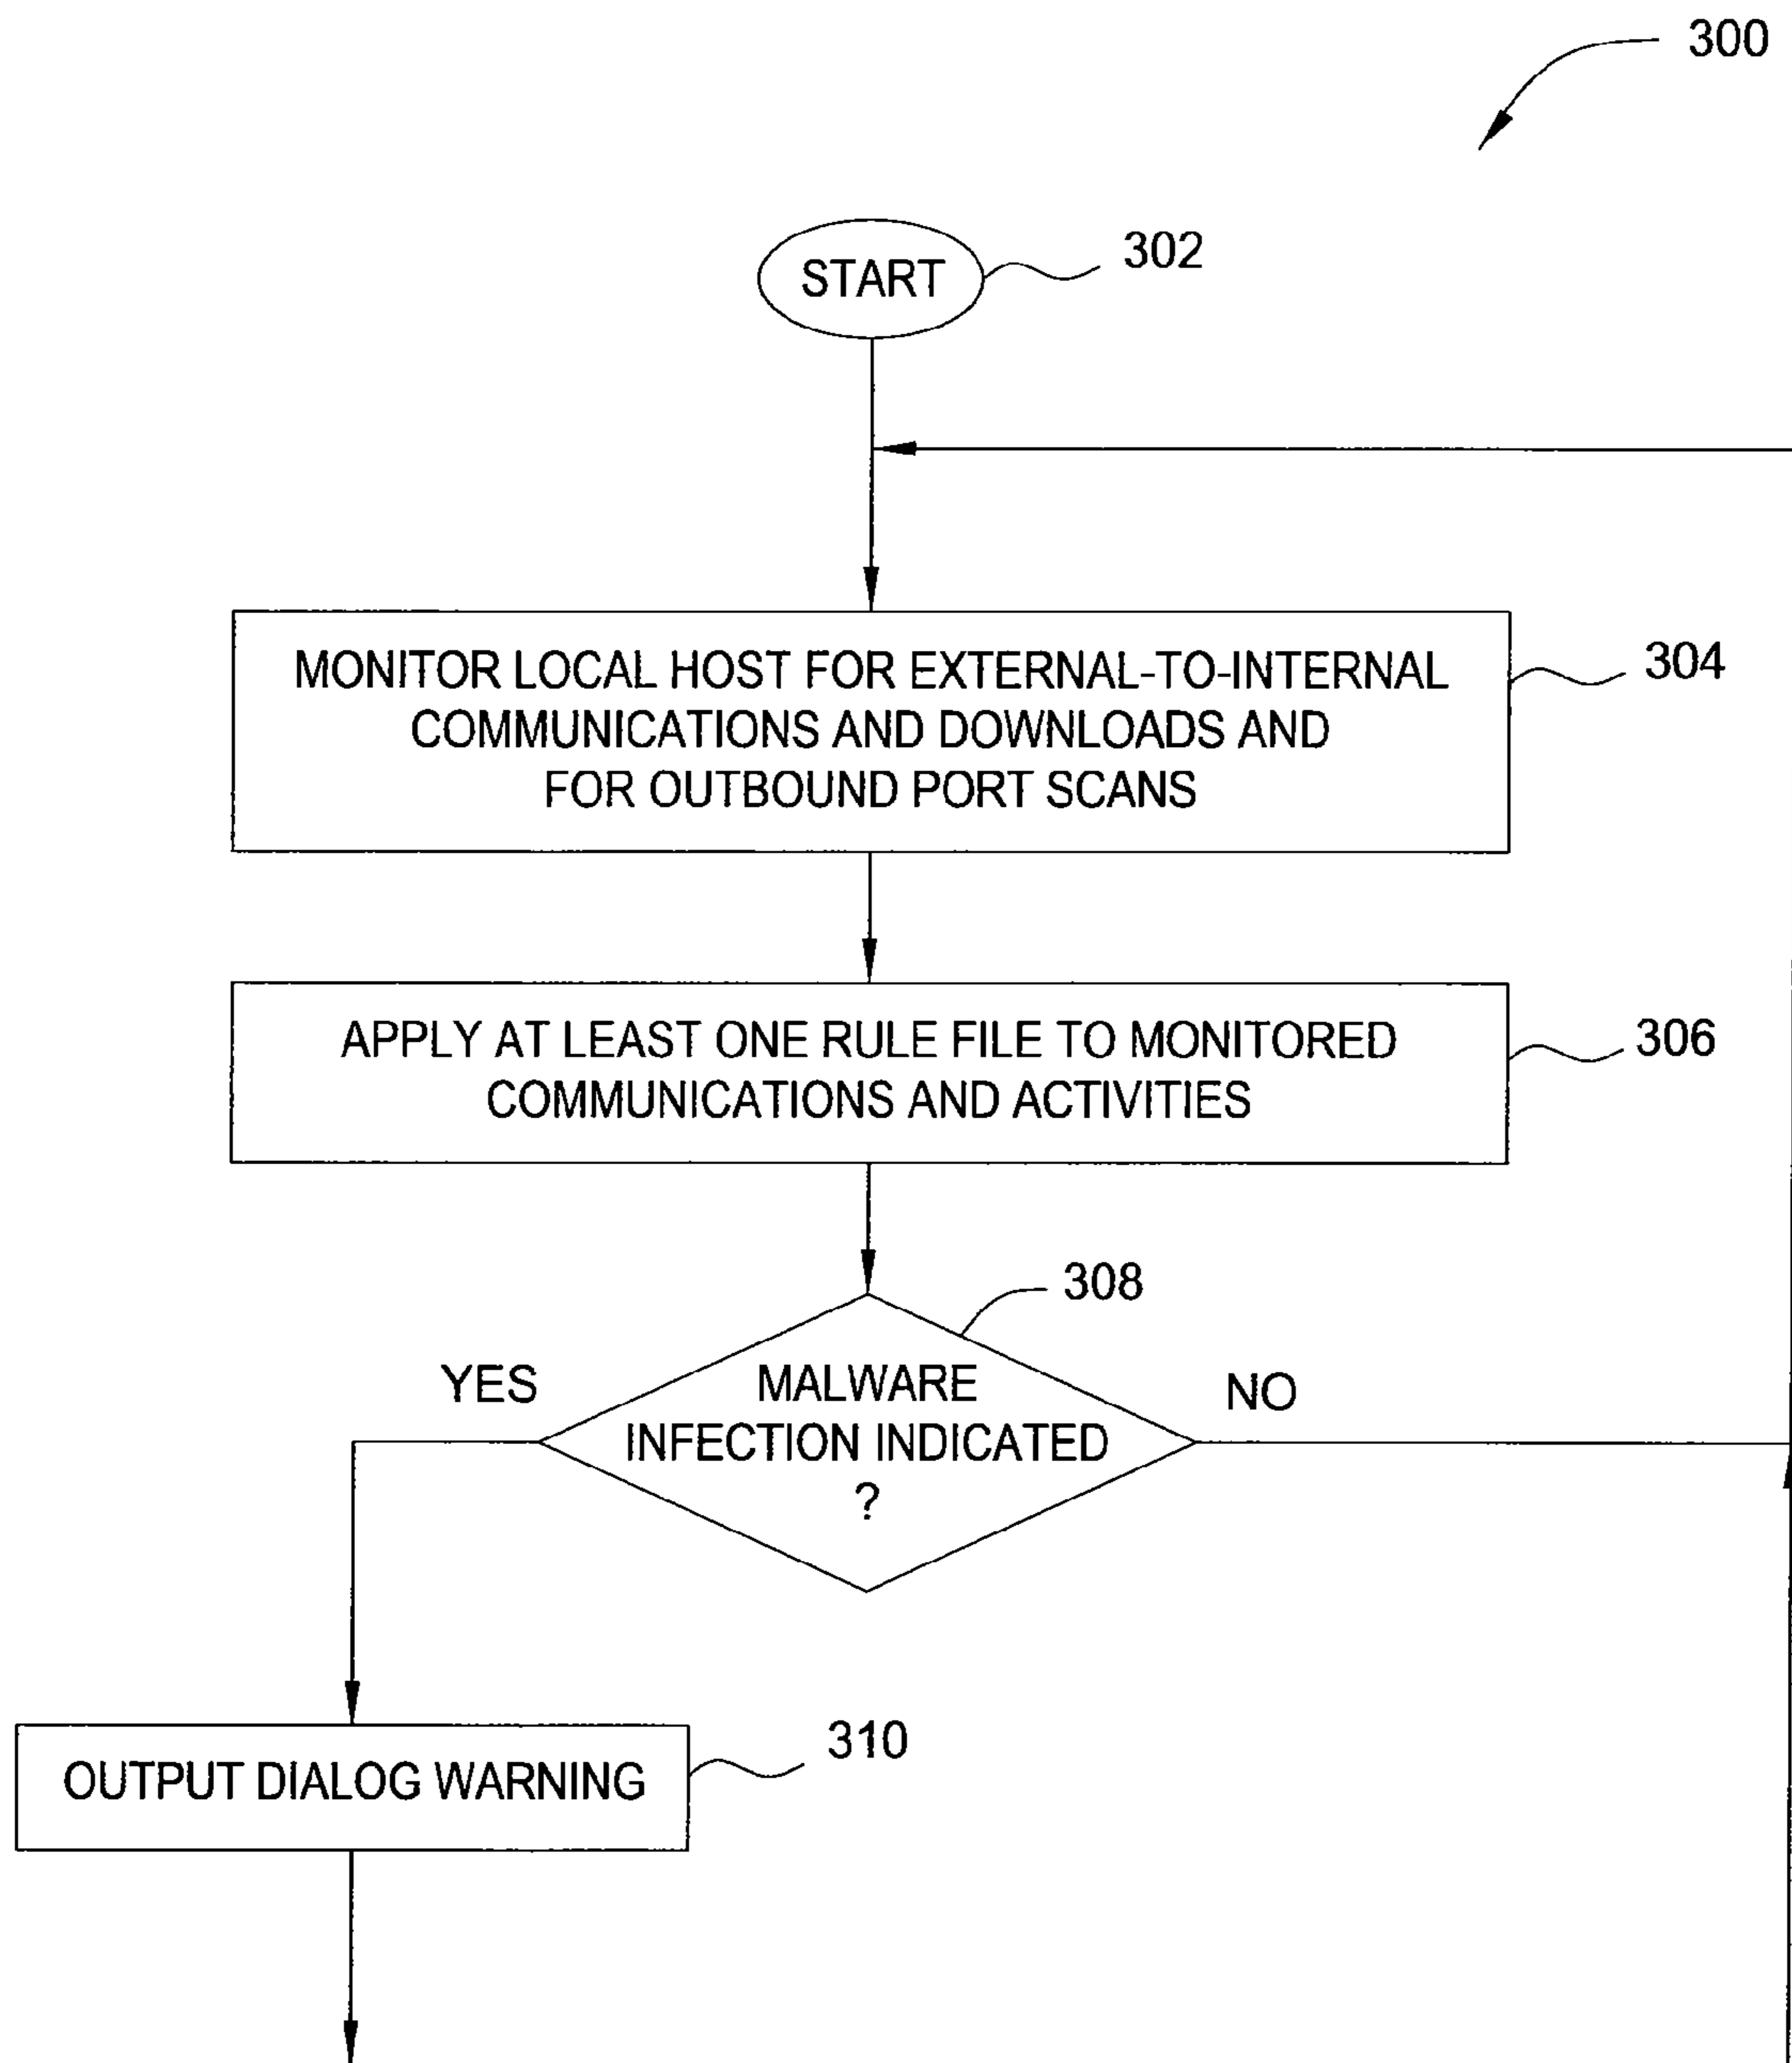 300
START
302
MONITOR LOCAL HOST FOR EXTERNAL-TO-INTERNAL
COMMUNICATIONS AND DOWNLOADS AND
FOR OUTBOUND PORT SCANS
304
APPLY AT LEAST ONE RULE FILE TO MONITORED
COMMUNICATIONS AND ACTIVITIES
306
308
YES
MALWARE
INFECTION INDICATED
?
NO
OUTPUT DIALOG WARNING
310